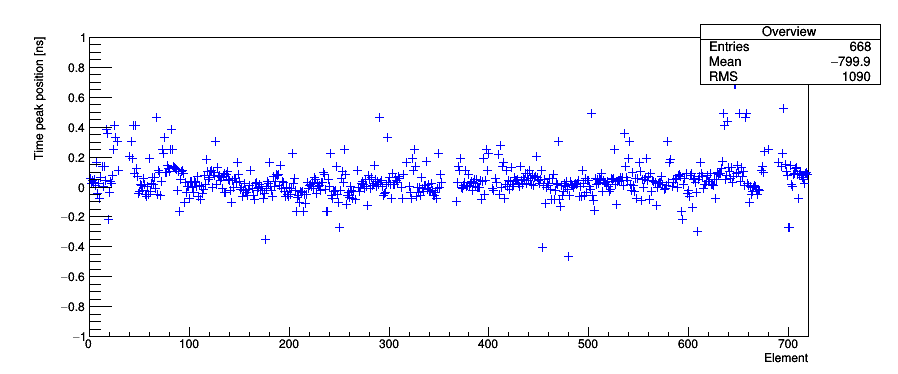 Overview
Entries 668
Mean −799.9
RMS 1090
Time peak position [ns]
1
0.8
0.6
0.4
0.2
0
−0.2
−0.4
−0.6
−0.8
−1
0 100 200 300 400 500 600 700
Element